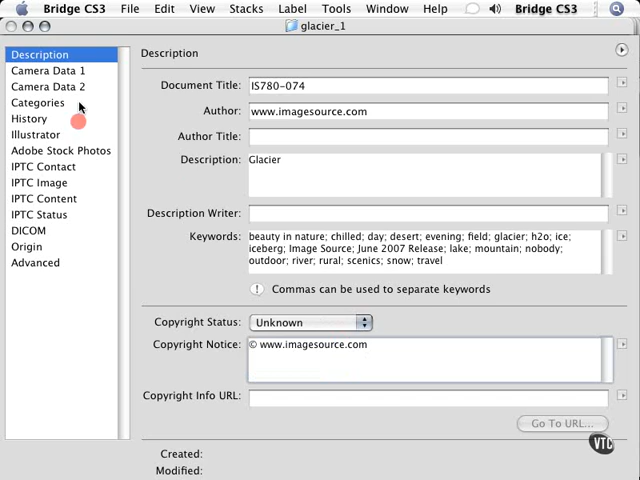 Bridge CS3 File Edit Stacks Label Tools Window Help Bridge CS3
glacier_1
Description
Camera Data 1
Camera Data 2
Categories
History
Illustrator
Adobe Stock Photos
IPTC Contact
IPTC Image
IPTC Content
IPTC Status
DICOM
Origin
Advanced
Description
Document Title: IS780-074
Author: www.imagesource.com
Author Title:
Description: Glacier
Description Writer:
Keywords: beauty in nature; chilled; day; desert; evening; field; glacier; h2o; ice;
iceberg; Image Source; June 2007 Release; lake; mountain; nobody;
outdoor; river; rural; scenics; snow; travel
! Commas can be used to separate keywords
Copyright Status: Unknown
Copyright Notice: © www.imagesource.com
Copyright Info URL:
Go To URL...
VTC
Created:
Modified: